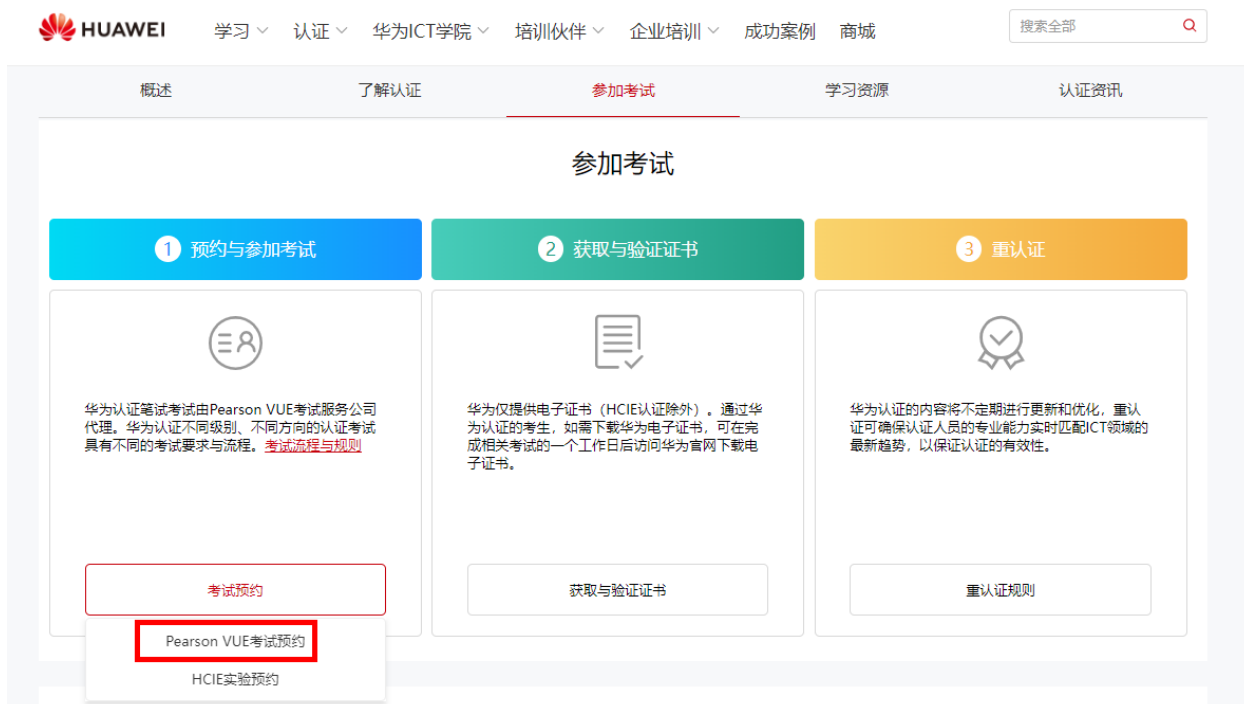 HUAWEI
学习
认证
华为ICT学院
培训伙伴
企业培训
成功案例
商城
搜索全部
概述
了解认证
参加考试
学习资源
认证资讯
参加考试
1 预约与参加考试
2 获取与验证证书
3 重认证
华为认证笔试考试由Pearson VUE考试服务公司
代理。华为认证不同级别、不同方向的认证考试
具有不同的考试要求与流程。考试流程与规则
华为仅提供电子证书（HCIE认证除外）。通过华
为认证的考生，如需下载华为电子证书，可在完
成相关考试的一个工作日后访问华为官网下载电
子证书。
华为认证的内容将不定期进行更新和优化，重认
证可确保认证人员的专业能力实时匹配ICT领域的
最新趋势，以保证认证的有效性。
考试预约
获取与验证证书
重认证规则
Pearson VUE考试预约
HCIE实验预约